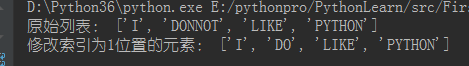 D:\Python36\python.exe E:/pythonpro/PythonLearn/src/Fir
原始列表: ['I', 'DONNOT', 'LIKE', 'PYTHON']
修改索引为1位置的元素: ['I', 'DO', 'LIKE', 'PYTHON']